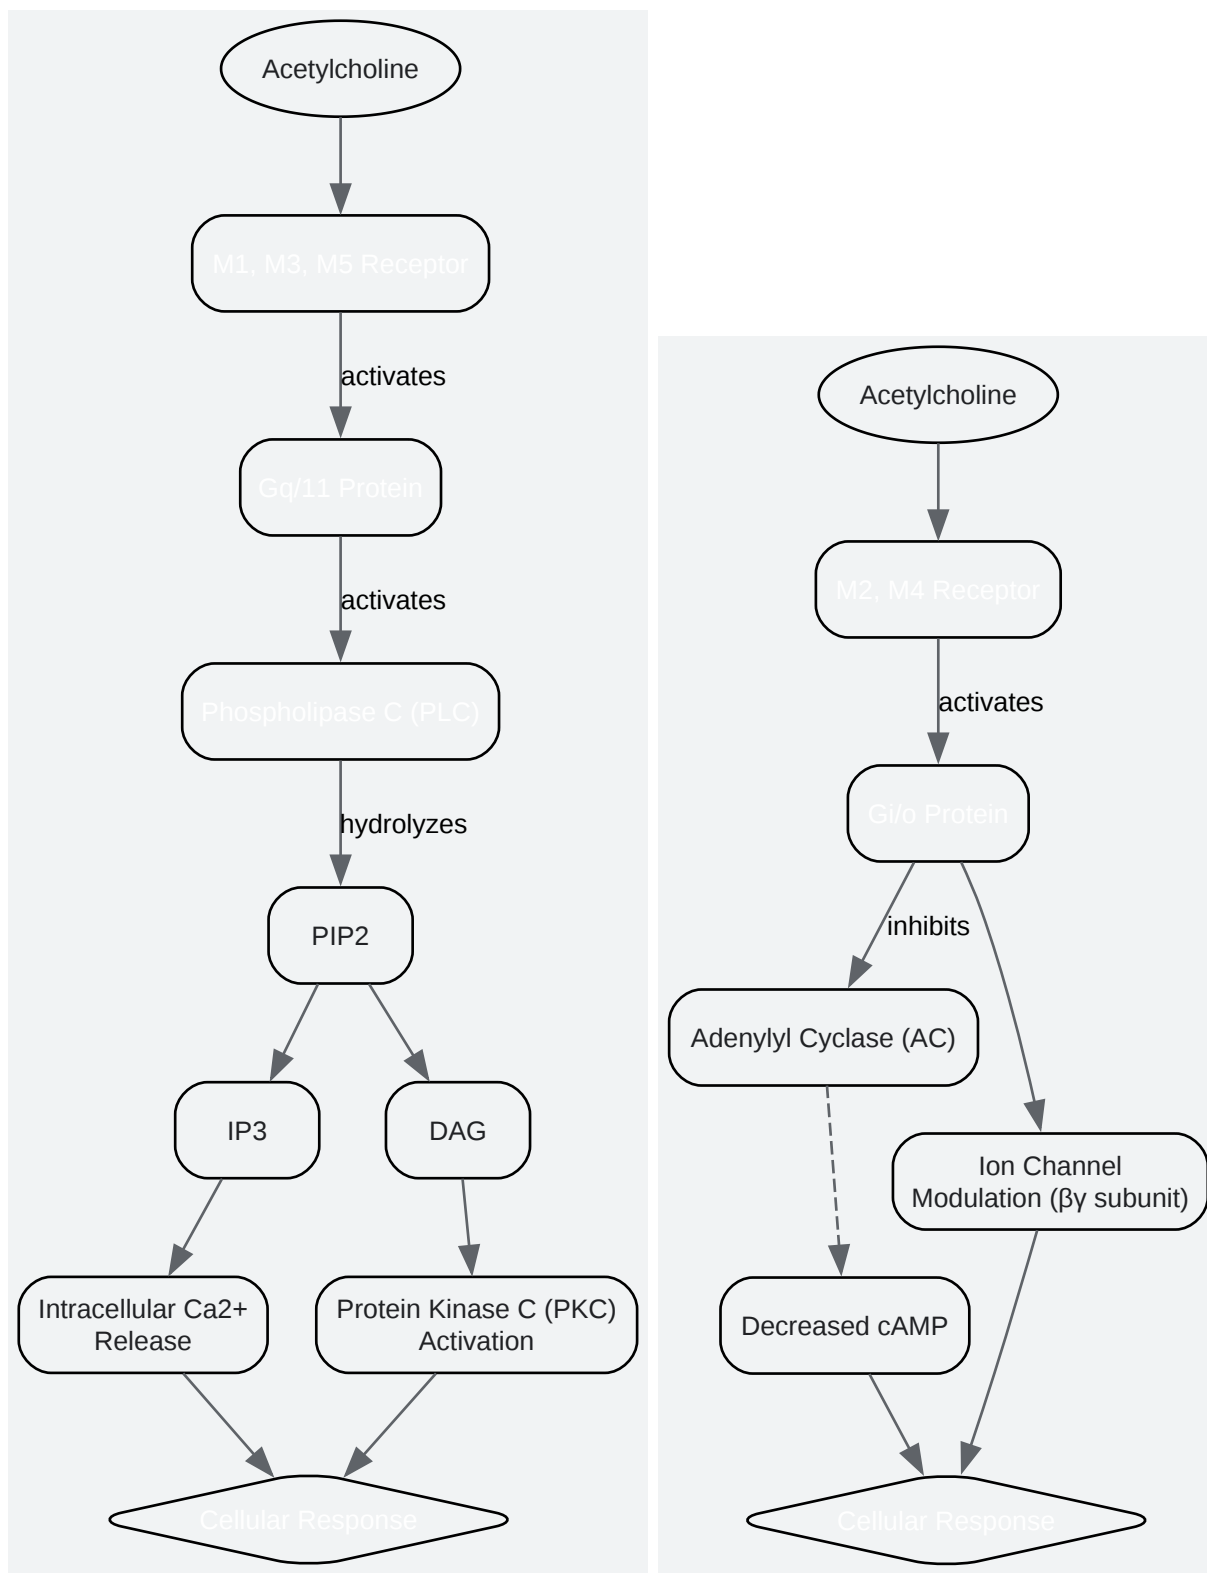 Acetylcholine
M1, M3, M5 Receptor
activates
Gq/11 Protein
activates
Phospholipase C (PLC)
hydrolyzes
PIP2
IP3
DAG
Intracellular Ca2+
Release
Protein Kinase C (PKC)
Activation
Cellular Response
Acetylcholine
M2, M4 Receptor
activates
Gi/o Protein
inhibits
Adenylyl Cyclase (AC)
Ion Channel
Modulation (βγ subunit)
Decreased cAMP
Cellular Response